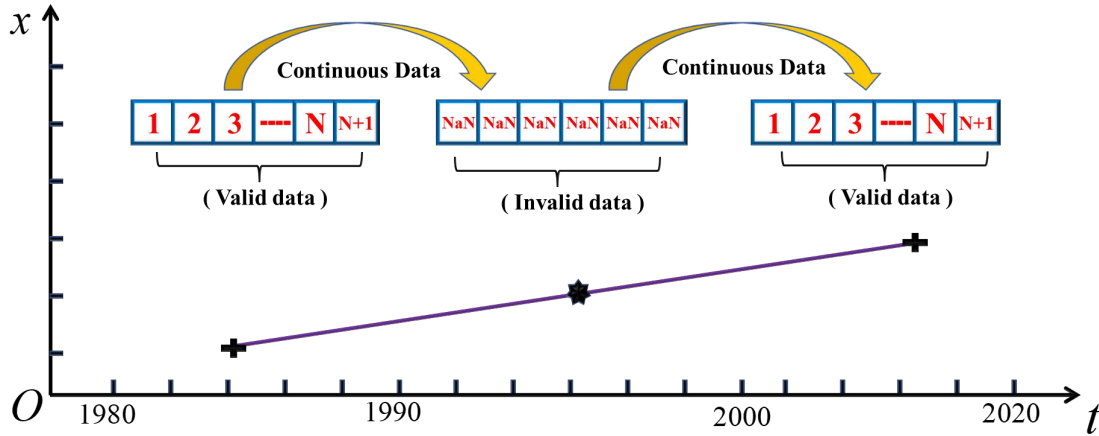 x
Continuous Data
Continuous Data
1 2 3 ---- N N+1
NaN NaN NaN NaN NaN NaN
1 2 3 ---- N N+1
( Valid data )
( Invalid data )
( Valid data )
O
1980
1990
2000
2020
t